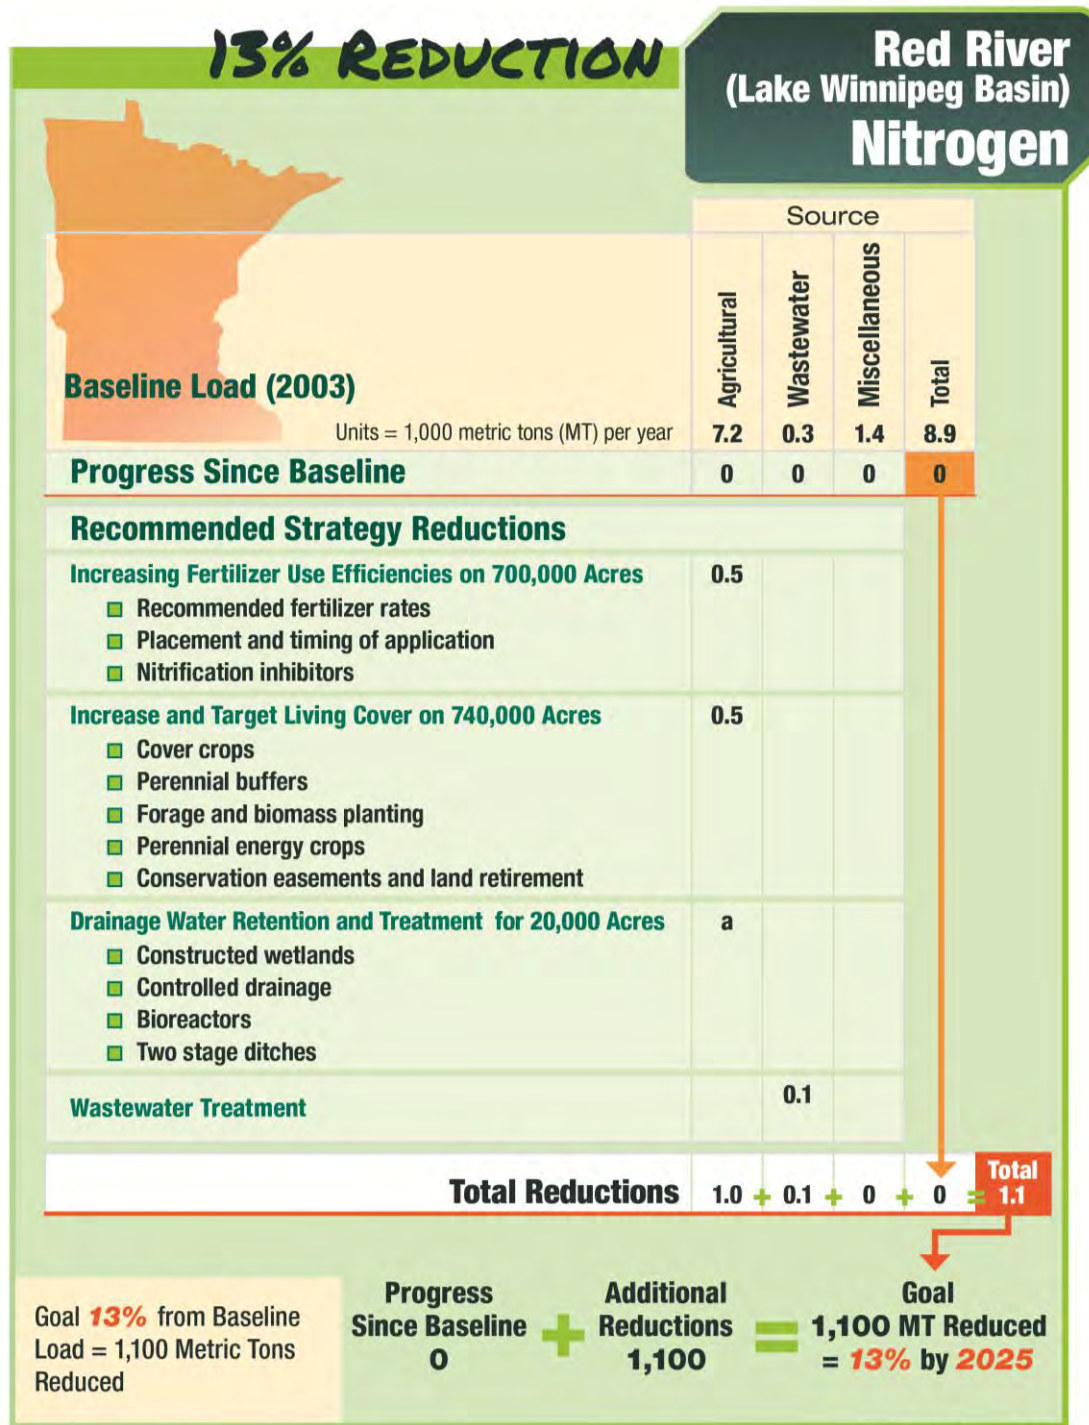 13% REDUCTION
Red River
(Lake Winnipeg Basin)
Nitrogen
Source
Agricultural
Wastewater
Miscellaneous
Total
Baseline Load (2003)
Units = 1,000 metric tons (MT) per year 7.2 0.3 1.4 8.9
Progress Since Baseline 0 0 0 0
Recommended Strategy Reductions
Increasing Fertilizer Use Efficiencies on 700,000 Acres 0.5
Recommended fertilizer rates
Placement and timing of application
Nitrification inhibitors
Increase and Target Living Cover on 740,000 Acres 0.5
Cover crops
Perennial buffers
Forage and biomass planting
Perennial energy crops
Conservation easements and land retirement
Drainage Water Retention and Treatment for 20,000 Acres a
Constructed wetlands
Controlled drainage
Bioreactors
Two stage ditches
Wastewater Treatment 0.1
Total
Total Reductions 1.0 + 0.1 + 0 + 0 = 1.1
Goal 13% from Baseline
Load = 1,100 Metric Tons
Reduced
Progress
Since Baseline
0
+
Additional
Reductions
1,100
=
Goal
1,100 MT Reduced
= 13% by 2025